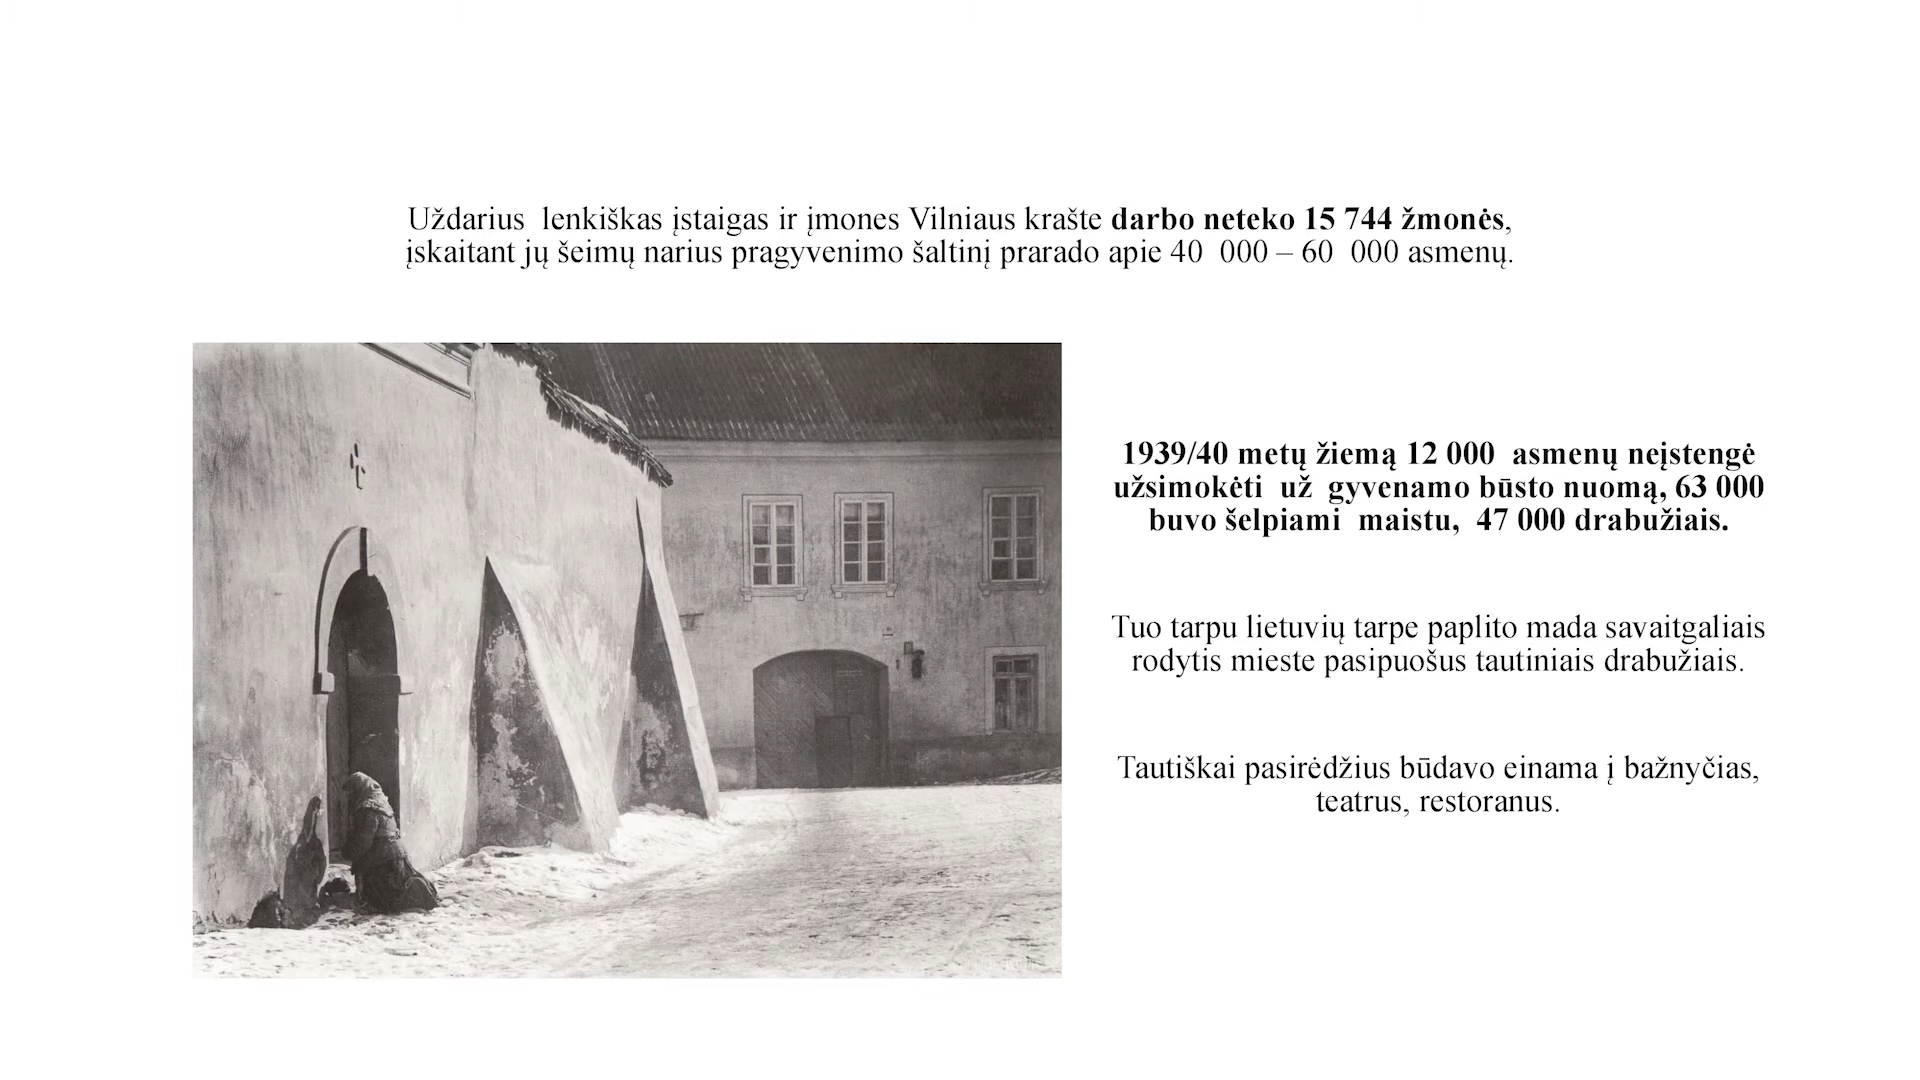 Uždarius lenkiškas įstaigas ir įmones Vilniaus krašte darbo neteko 15 744 žmonės,
įskaitant jų šeimų narius pragyvenimo šaltinį prarado apie 40 000 – 60 000 asmenų.
1939/40 metų žiemą 12 000 asmenų neįstengė
užsimokėti už gyvenamo būsto nuomą, 63 000
buvo šelpiami maistu, 47 000 drabužiais.
Tuo tarpu lietuvių tarpe paplito mada savaitgaliais
rodytis mieste pasipuošus tautiniais drabužiais.
Tautiškai pasirėdžius būdavo einama į bažnyčias,
teatrus, restoranus.